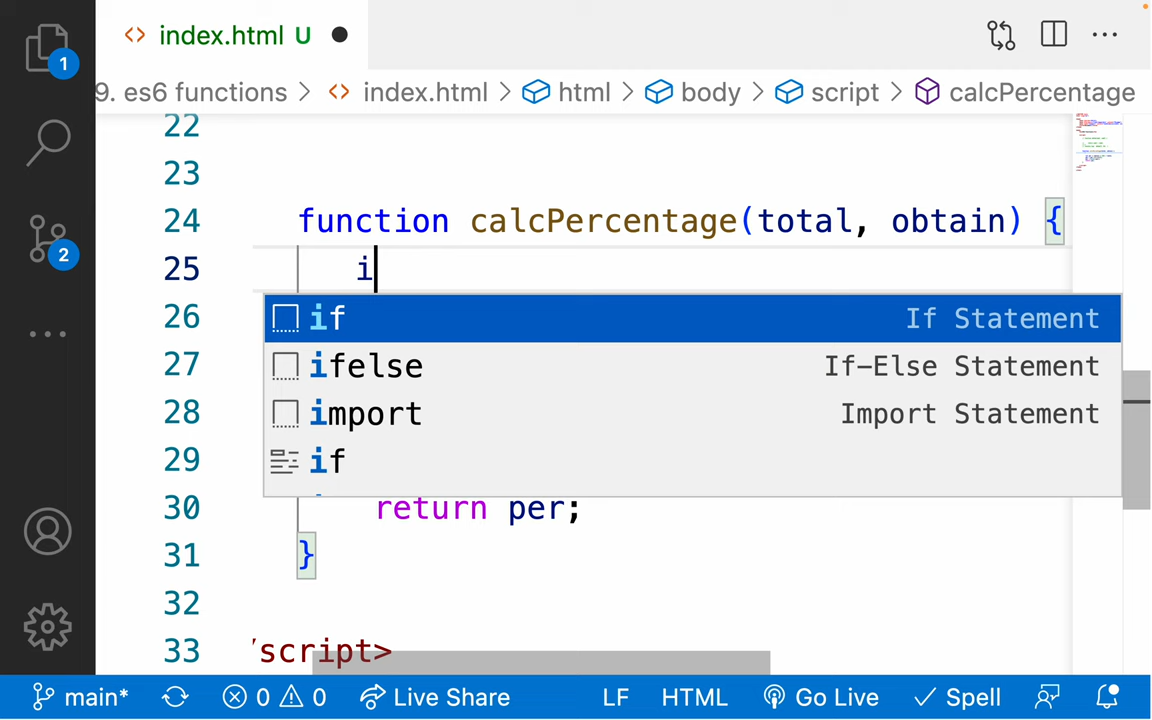 index.html U
1
9. es6 functions > index.html > html > body > script > calcPercentage
22
23
24 function calcPercentage(total, obtain) {
25 i
26 if If Statement
27 ifelse If-Else Statement
28 import Import Statement
29 if
30 return per;
31 }
32
33 script>
2
main* 0 0 Live Share LF HTML Go Live Spell